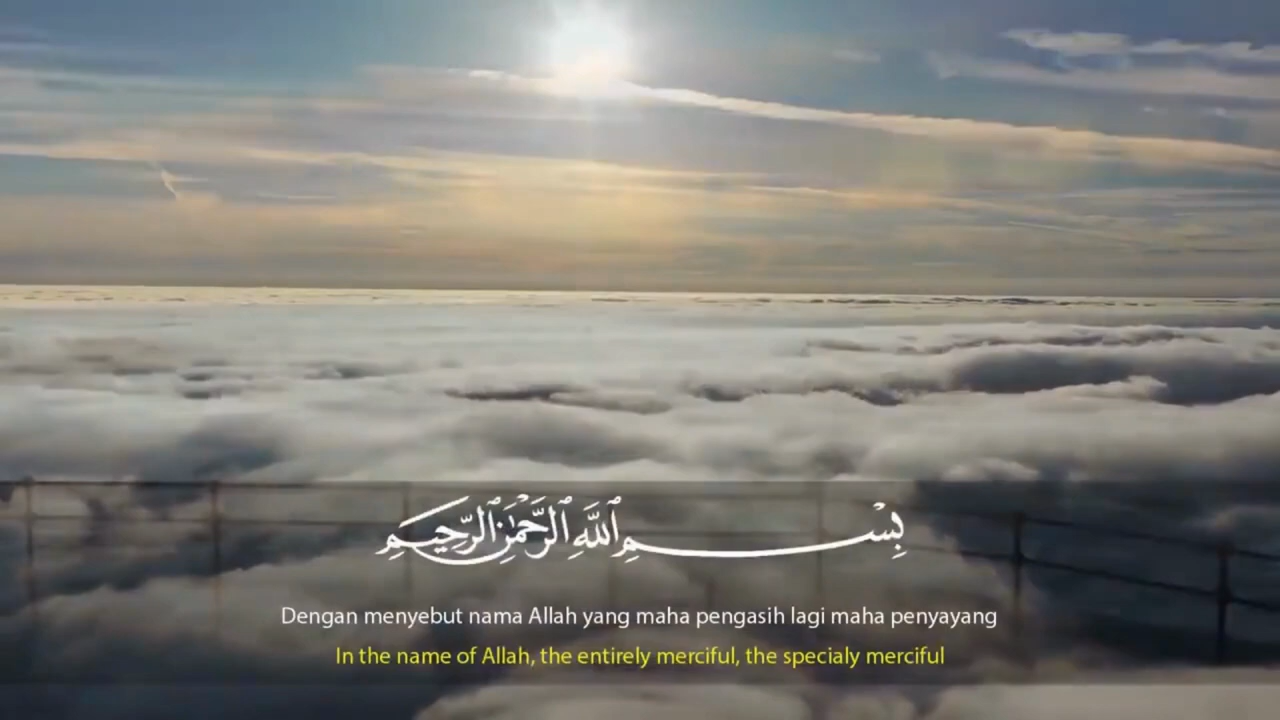 بِسْمِ ٱللَّهِ ٱلرَّحْمَٰنِ ٱلرَّحِيمِ
Dengan menyebut nama Allah yang maha pengasih lagi maha penyayang
In the name of Allah, the entirely merciful, the specialy merciful